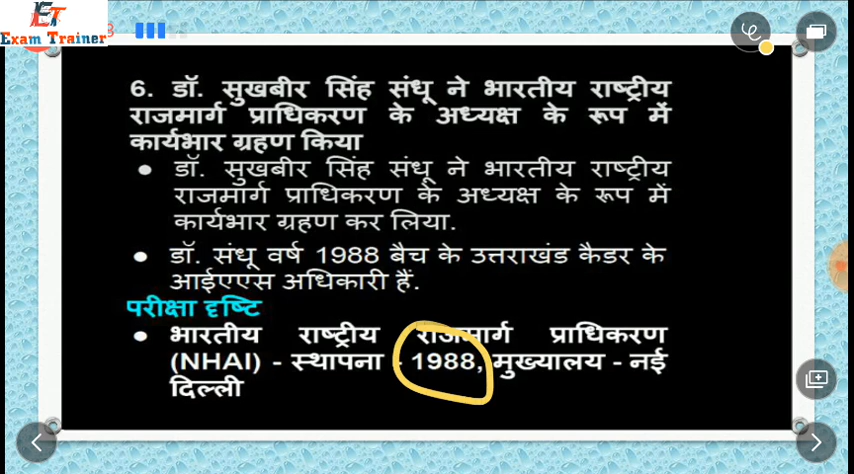 ET
Exam Trainer
6. डॉ. सुखबीर सिंह संधू ने भारतीय राष्ट्रीय
राजमार्ग प्राधिकरण के अध्यक्ष के रूप में
कार्यभार ग्रहण किया
• डॉ. सुखबीर सिंह संधू ने भारतीय राष्ट्रीय
राजमार्ग प्राधिकरण के अध्यक्ष के रूप में
कार्यभार ग्रहण कर लिया.
• डॉ. संधू वर्ष 1988 बैच के उत्तराखंड कैडर के
आईएएस अधिकारी हैं.
परीक्षा दृष्टि
• भारतीय राष्ट्रीय राजमार्ग प्राधिकरण
(NHAI) - स्थापना - 1988, मुख्यालय - नई
दिल्ली